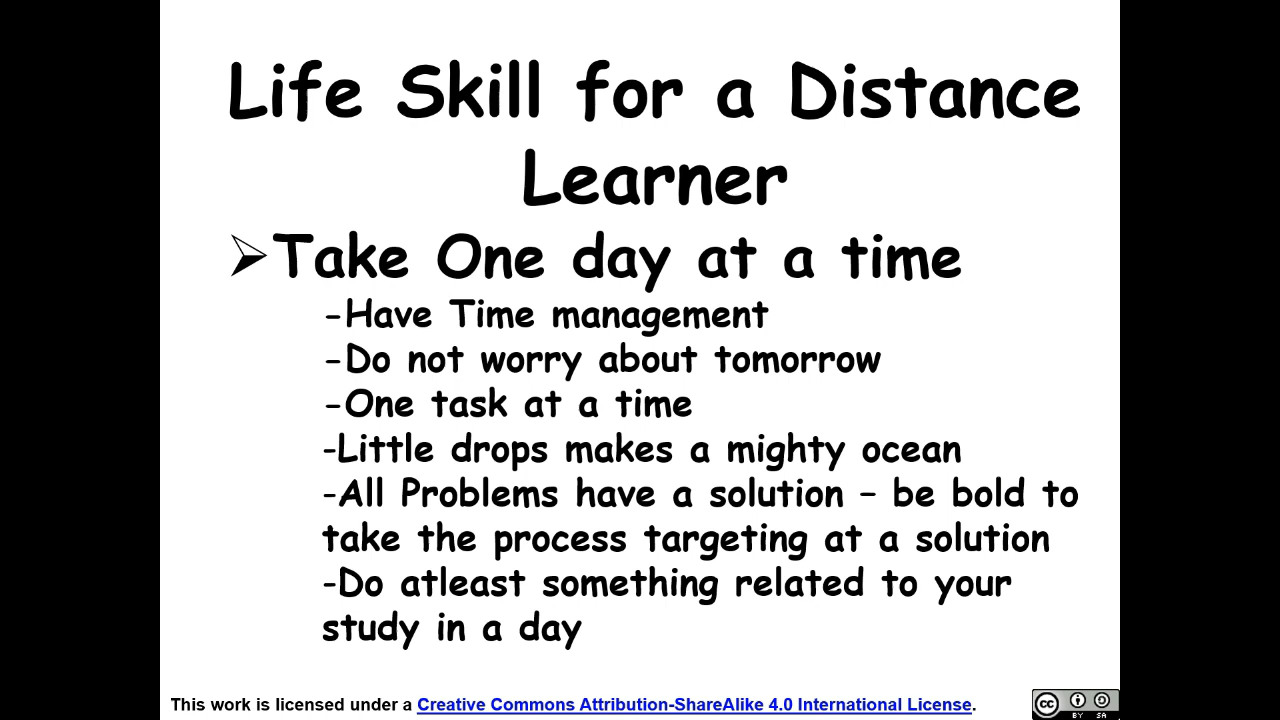 Life Skill for a Distance
Learner
➢Take One day at a time
-Have Time management
-Do not worry about tomorrow
-One task at a time
-Little drops makes a mighty ocean
-All Problems have a solution – be bold to
take the process targeting at a solution
-Do atleast something related to your
study in a day
This work is licensed under a Creative Commons Attribution-ShareAlike 4.0 International License.
cc
BY SA